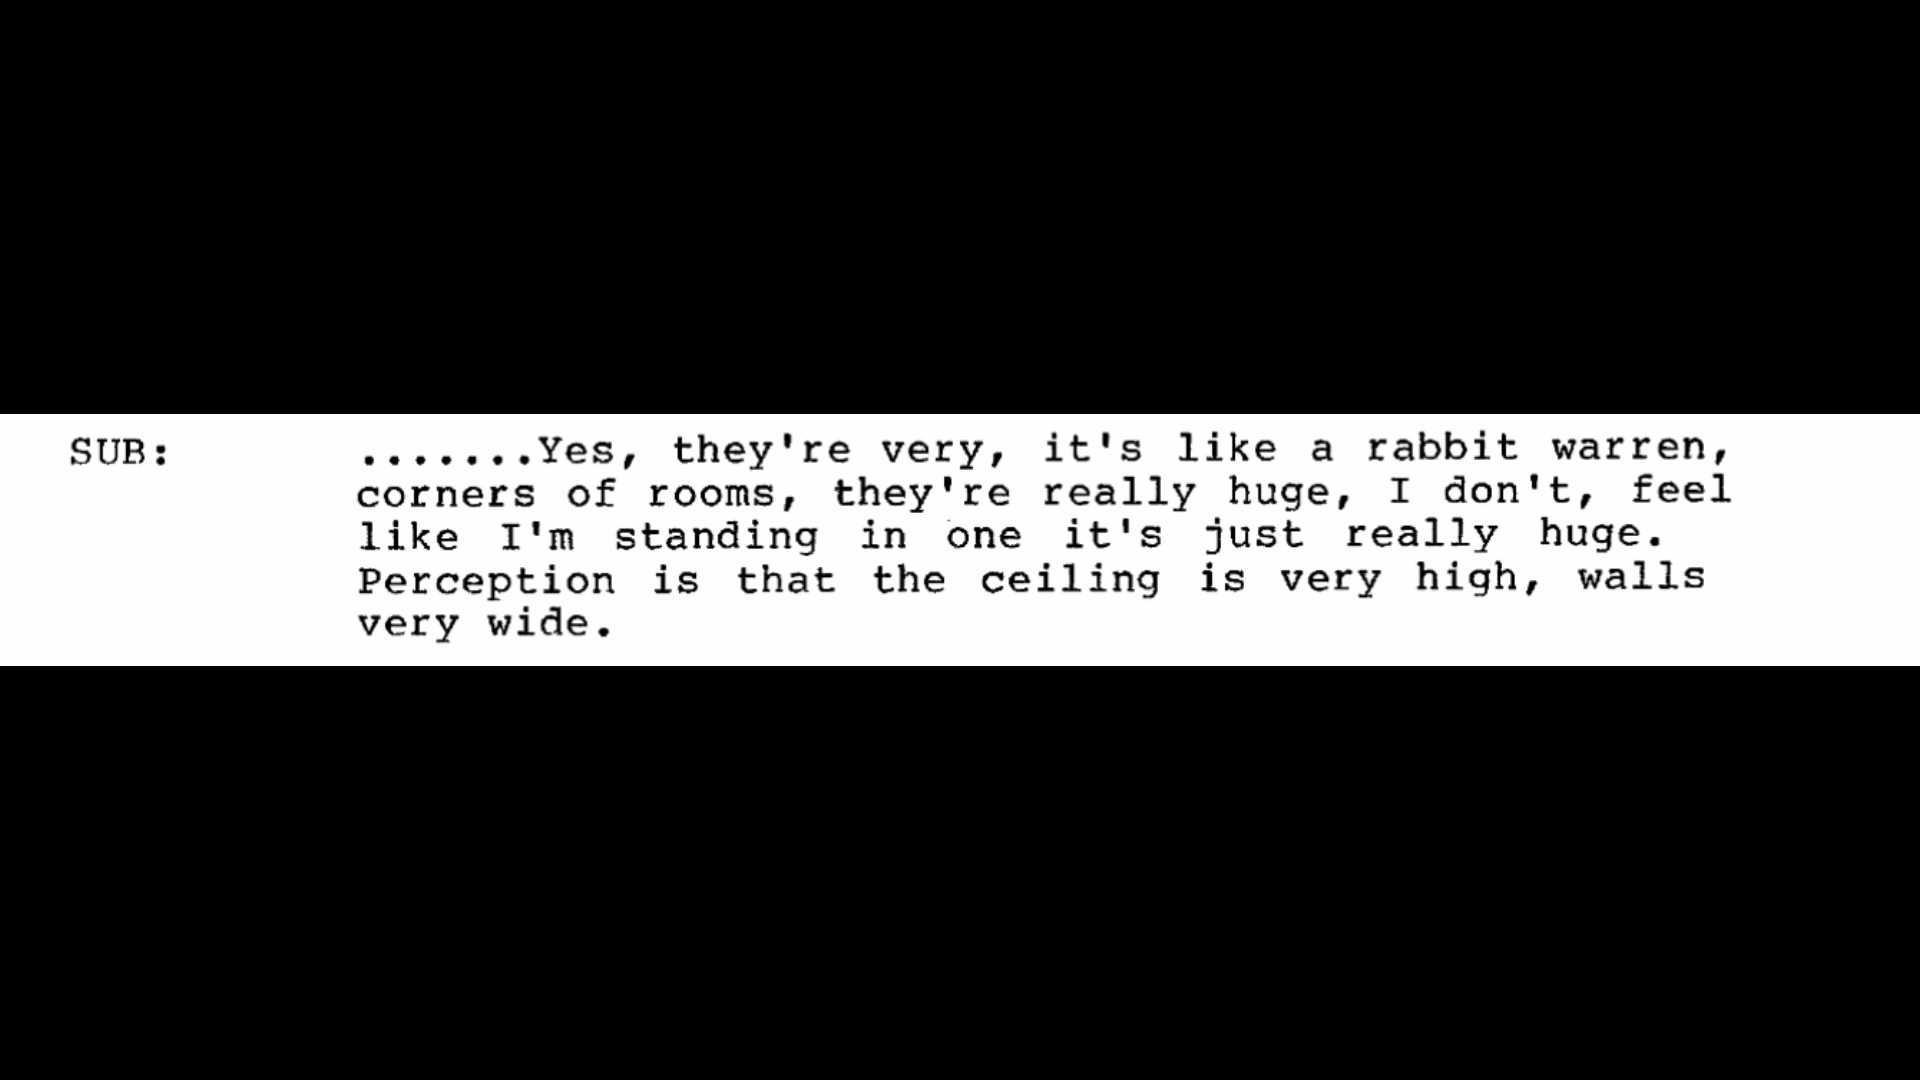 SUB: .......Yes, they're very, it's like a rabbit warren,
corners of rooms, they're really huge, I don't, feel
like I'm standing in one it's just really huge.
Perception is that the ceiling is very high, walls
very wide.